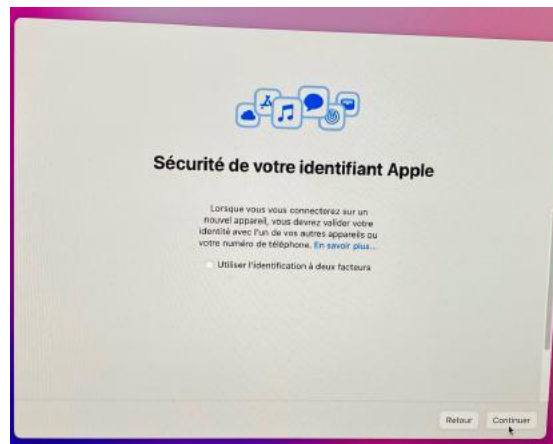 Sécurité de votre identifiant Apple
Lorsque vous vous connecterez sur un
nouvel appareil, vous devrez valider votre
identité avec l'un de vos autres appareils ou
votre numéro de téléphone. En savoir plus...
Utiliser l'identification à deux facteurs
Retour
Continuer